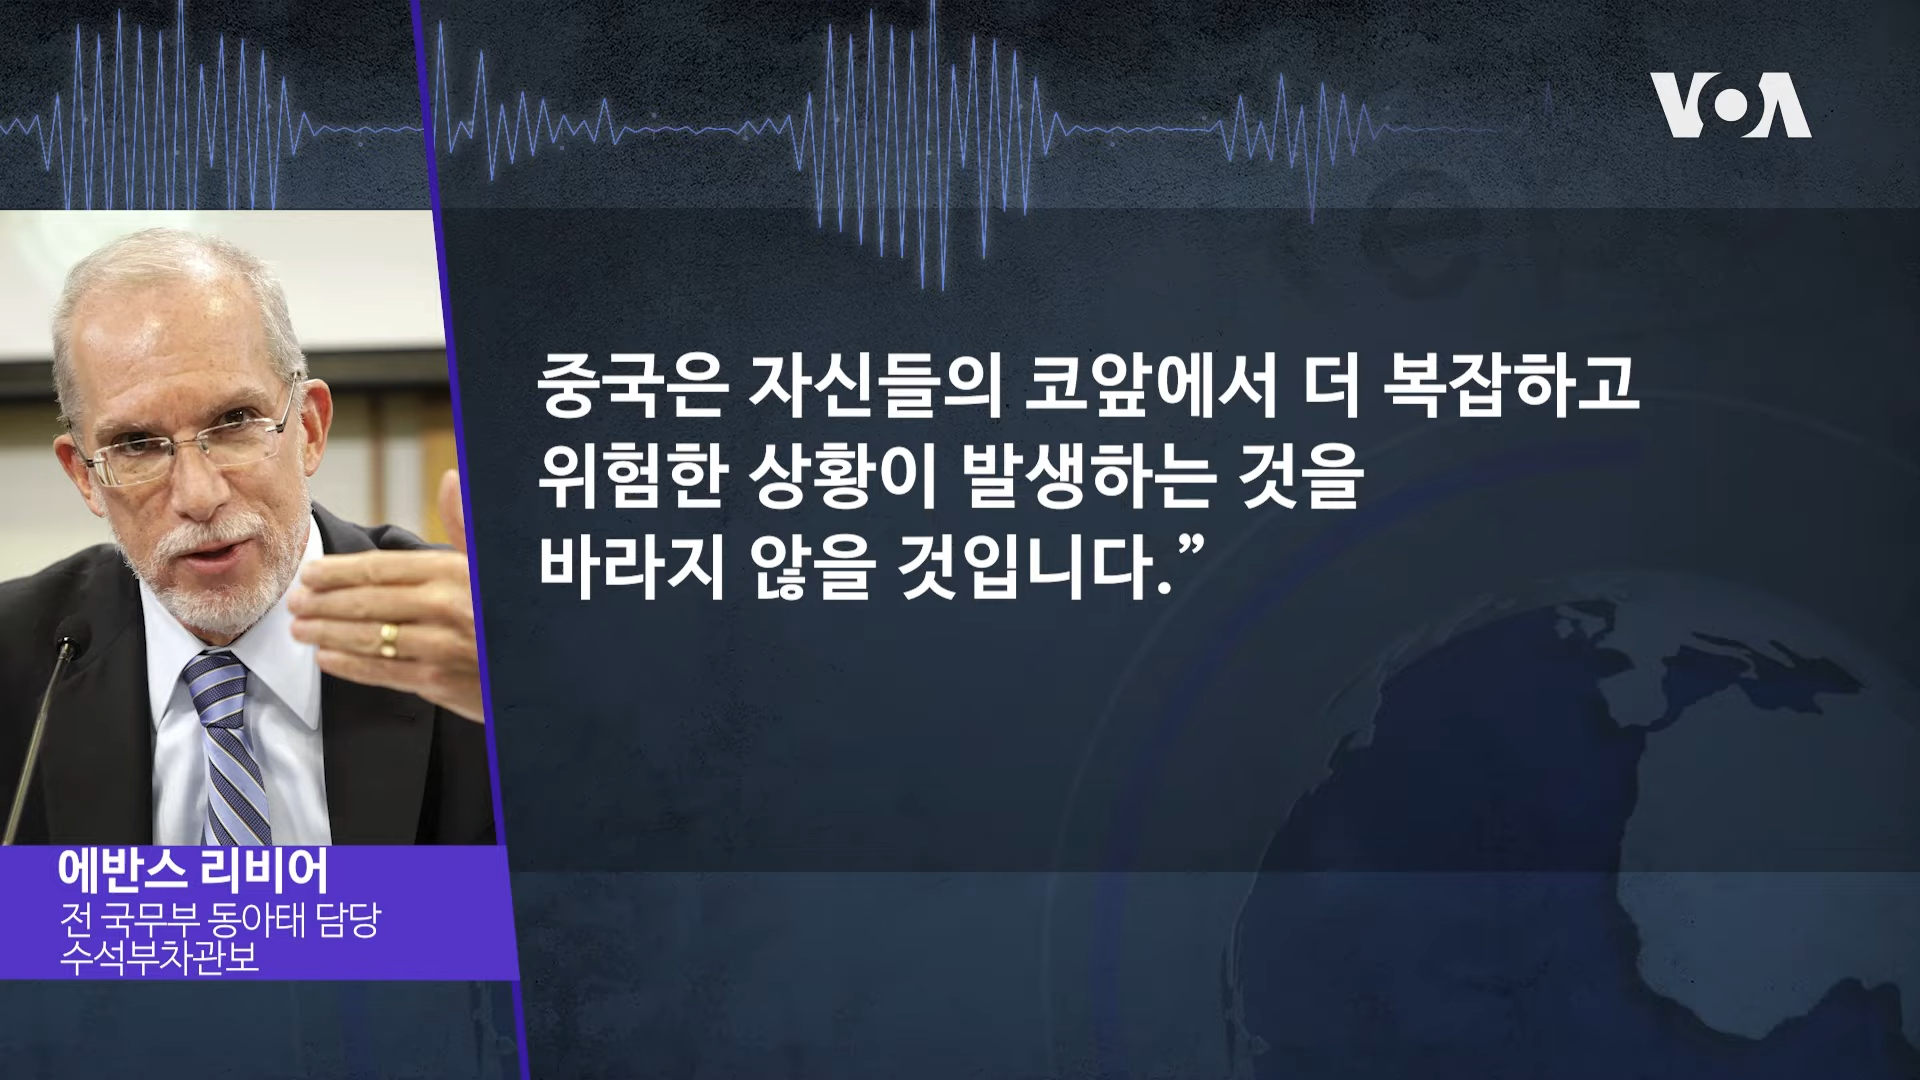 VOA
중국은 자신들의 코앞에서 더 복잡하고
위험한 상황이 발생하는 것을
바라지 않을 것입니다.”
에반스 리비어
전 국무부 동아태 담당
수석부차관보